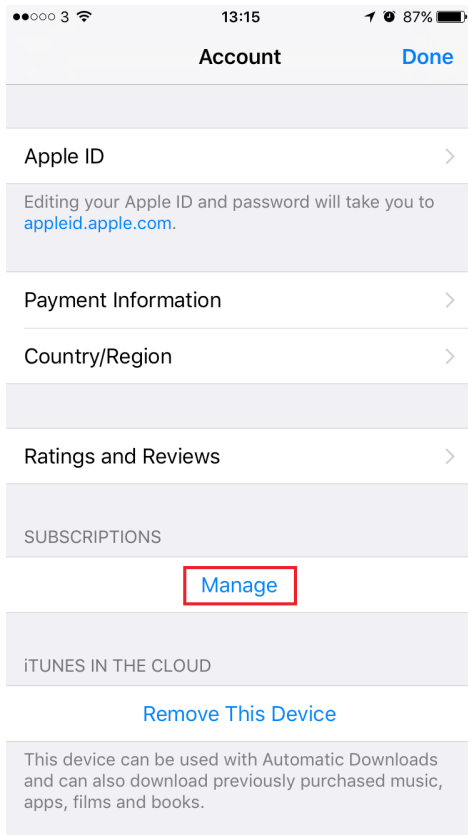 3 13:15 87%
Account Done
Apple ID
Editing your Apple ID and password will take you to
appleid.apple.com.
Payment Information
Country/Region
Ratings and Reviews
SUBSCRIPTIONS
Manage
iTUNES IN THE CLOUD
Remove This Device
This device can be used with Automatic Downloads
and can also download previously purchased music,
apps, films and books.